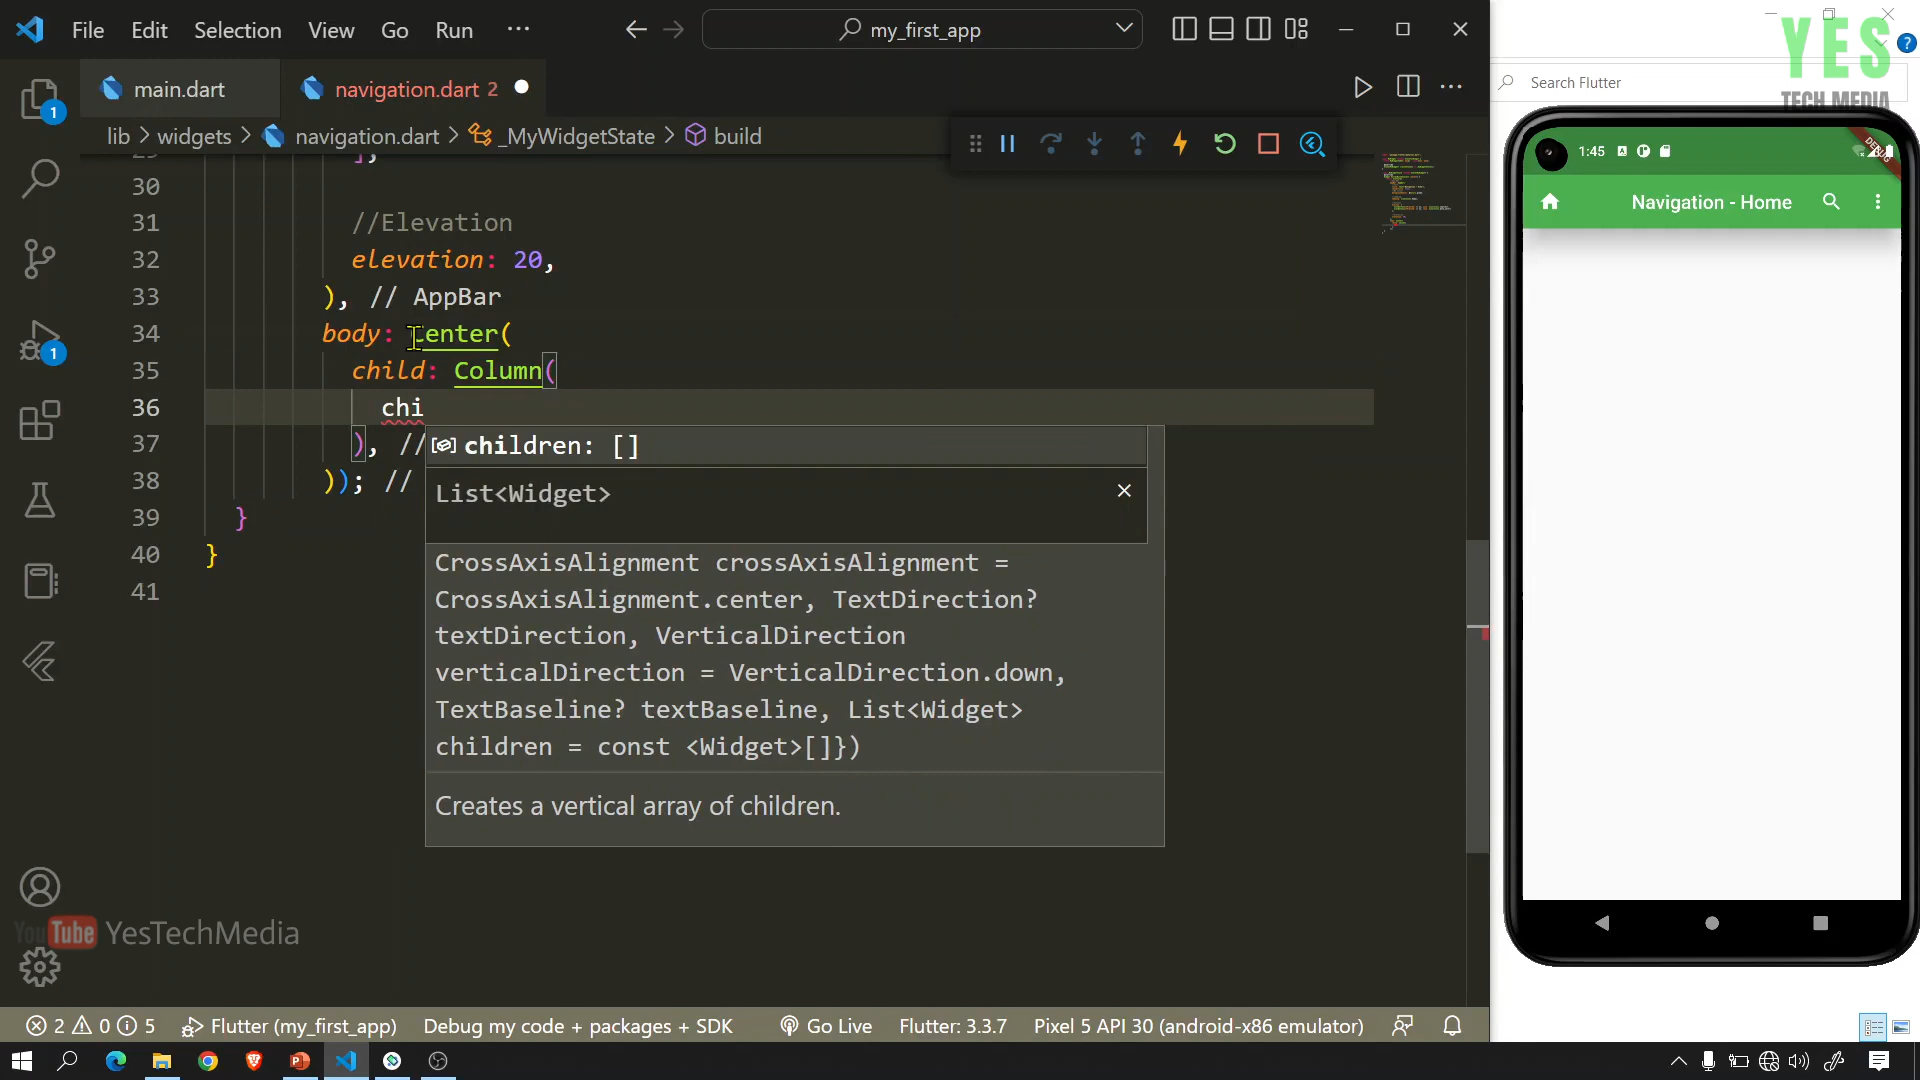 File Edit Selection View Go Run ···
my_first_app
YES
TECH MEDIA
Search Flutter
main.dart
navigation.dart 2
lib > widgets > navigation.dart > _MyWidgetState > build
1
1
1:45
DEBUG
Navigation - Home
],
30
31 //Elevation
32 elevation: 20,
33 ), // AppBar
34 body: Center(
35 child: Column(
36 chi
37 ), //
38 )); //
39 }
40 }
41
children: []
List<Widget>
CrossAxisAlignment crossAxisAlignment =
CrossAxisAlignment.center, TextDirection?
textDirection, VerticalDirection
verticalDirection = VerticalDirection.down,
TextBaseline? textBaseline, List<Widget>
children = const <Widget>[]})
Creates a vertical array of children.
YouTube YesTechMedia
2 0 5 Flutter (my_first_app) Debug my code + packages + SDK Go Live Flutter: 3.3.7 Pixel 5 API 30 (android-x86 emulator)